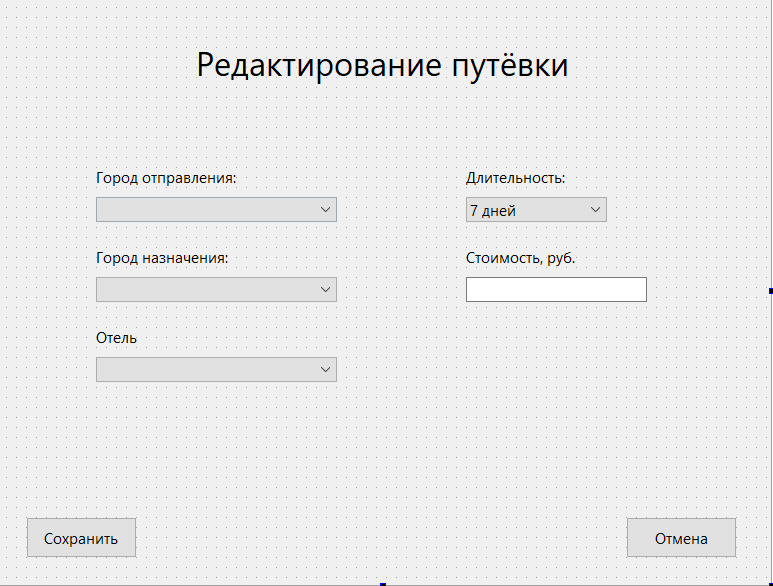 Редактирование путёвки
Город отправления:
Длительность:
7 дней
Город назначения:
Стоимость, руб.
Отель
Сохранить
Отмена